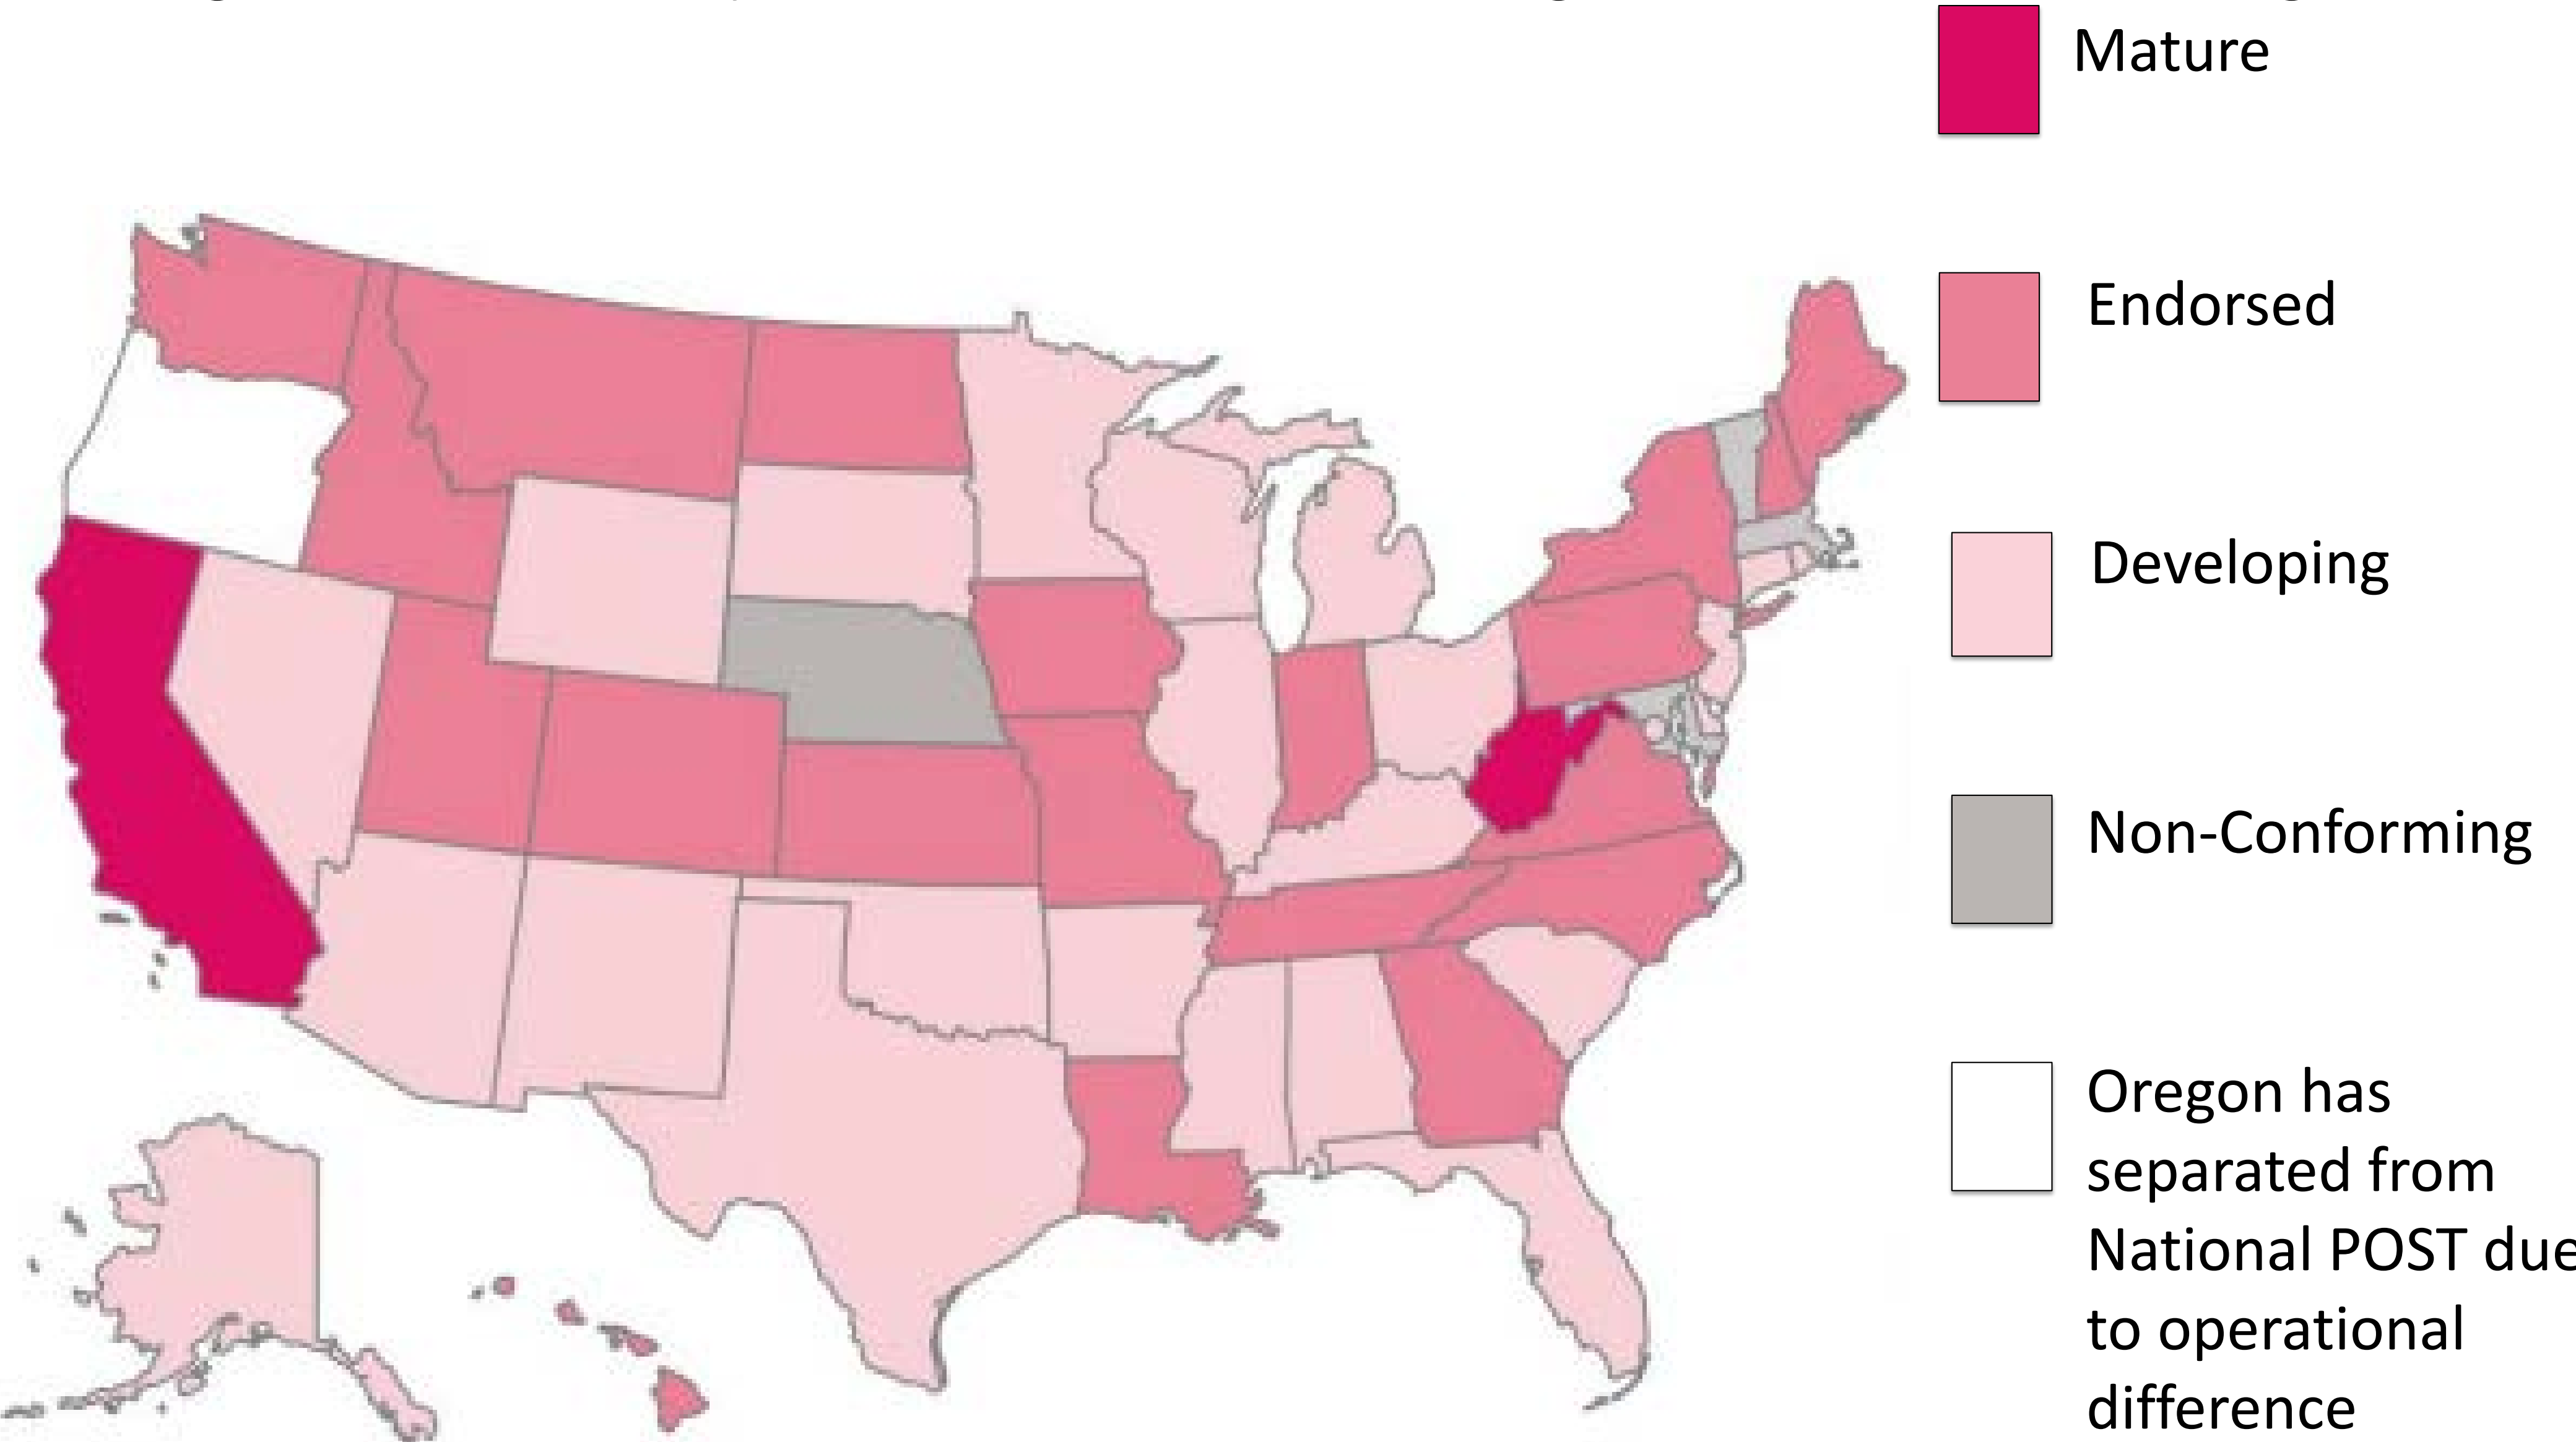 Mature
Endorsed
Developing
Non-Conforming
Oregon has
separated from
National POST due
to operational
difference